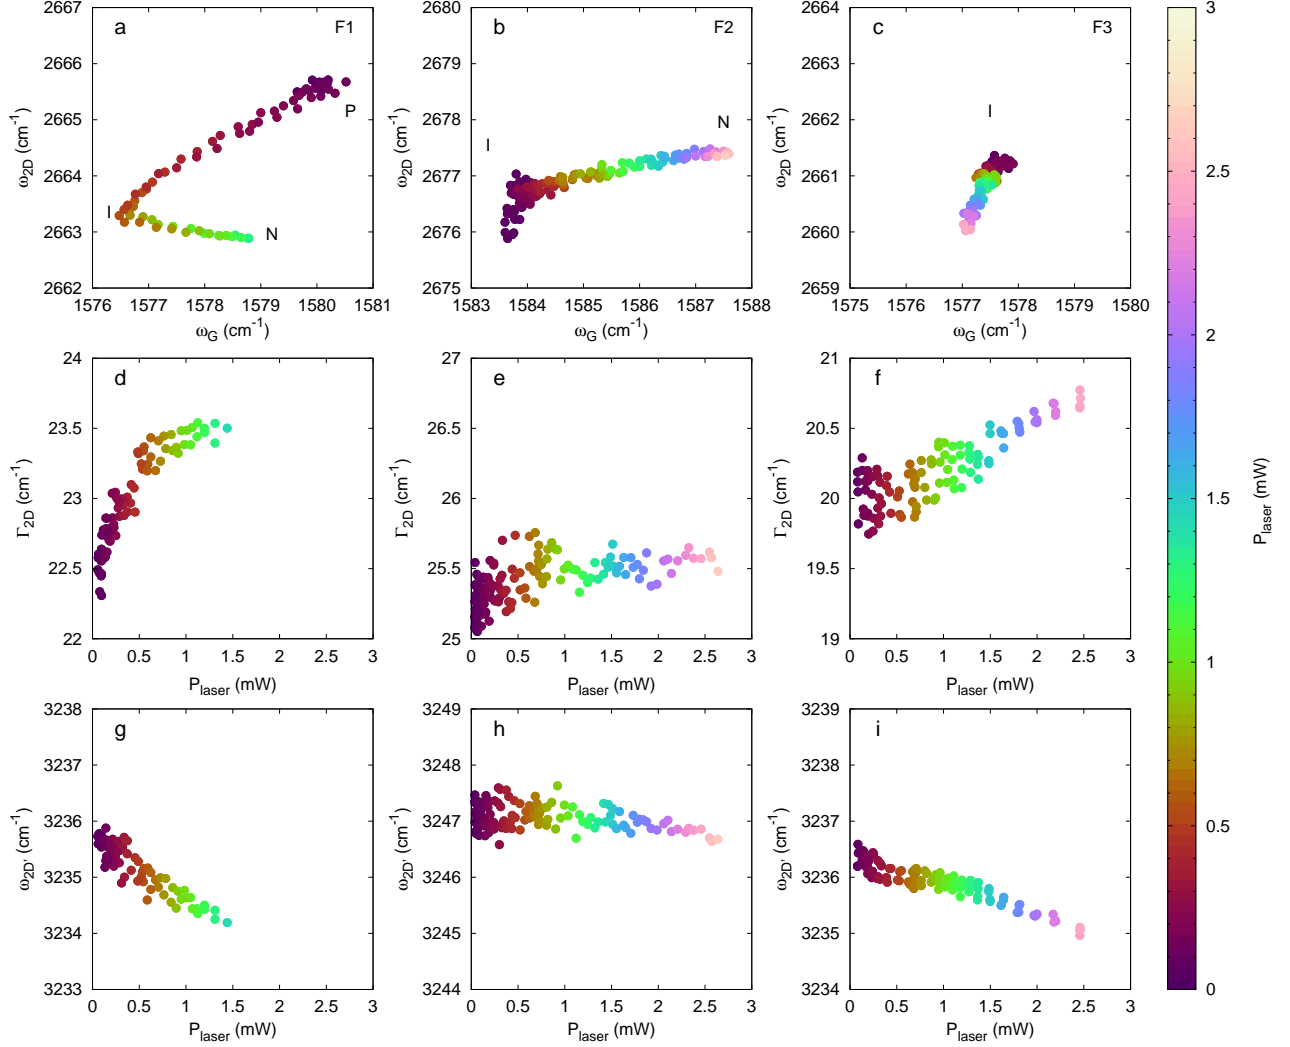 a F1
2667
2666
2665
2664
2663
2662
ω2D (cm-1)
P
I
N
1576 1577 1578 1579 1580 1581
ωG (cm-1)
b F2
2680
2679
2678
2677
2676
2675
ω2D (cm-1)
I
N
1583 1584 1585 1586 1587 1588
ωG (cm-1)
c F3
2664
2663
2662
2661
2660
2659
ω2D (cm-1)
I
1575 1576 1577 1578 1579 1580
ωG (cm-1)
d
24
23.5
23
22.5
22
Γ2D (cm-1)
0 0.5 1 1.5 2 2.5 3
Plaser (mW)
e
27
26.5
26
25.5
25
Γ2D (cm-1)
0 0.5 1 1.5 2 2.5 3
Plaser (mW)
f
21
20.5
20
19.5
19
Γ2D (cm-1)
0 0.5 1 1.5 2 2.5 3
Plaser (mW)
g
3238
3237
3236
3235
3234
3233
ω2D' (cm-1)
0 0.5 1 1.5 2 2.5 3
Plaser (mW)
h
3249
3248
3247
3246
3245
3244
ω2D' (cm-1)
0 0.5 1 1.5 2 2.5 3
Plaser (mW)
i
3239
3238
3237
3236
3235
3234
ω2D' (cm-1)
0 0.5 1 1.5 2 2.5 3
Plaser (mW)
3
2.5
2
1.5
1
0.5
0
Plaser (mW)